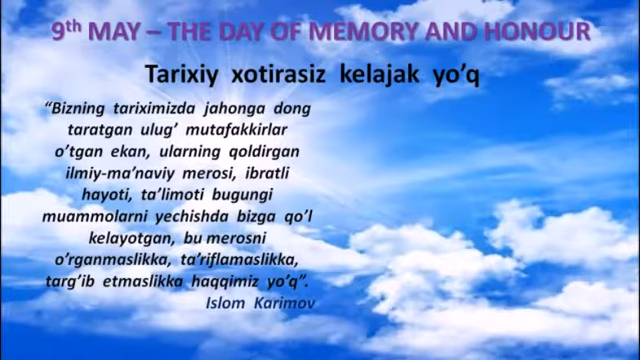 9th MAY – THE DAY OF MEMORY AND HONOUR
Tarixiy xotirasiz kelajak yo’q
“Bizning tariximizda jahonga dong
taratgan ulug’ mutafakkirlar
o’tgan ekan, ularning qoldirgan
ilmiy-ma’naviy merosi, ibratli
hayoti, ta’limoti bugungi
muammolarni yechishda bizga qo’l
kelayotgan, bu merosni
o’rganmaslikka, ta’riflamaslikka,
targ’ib etmaslikka haqqimiz yo’q”.
Islom Karimov